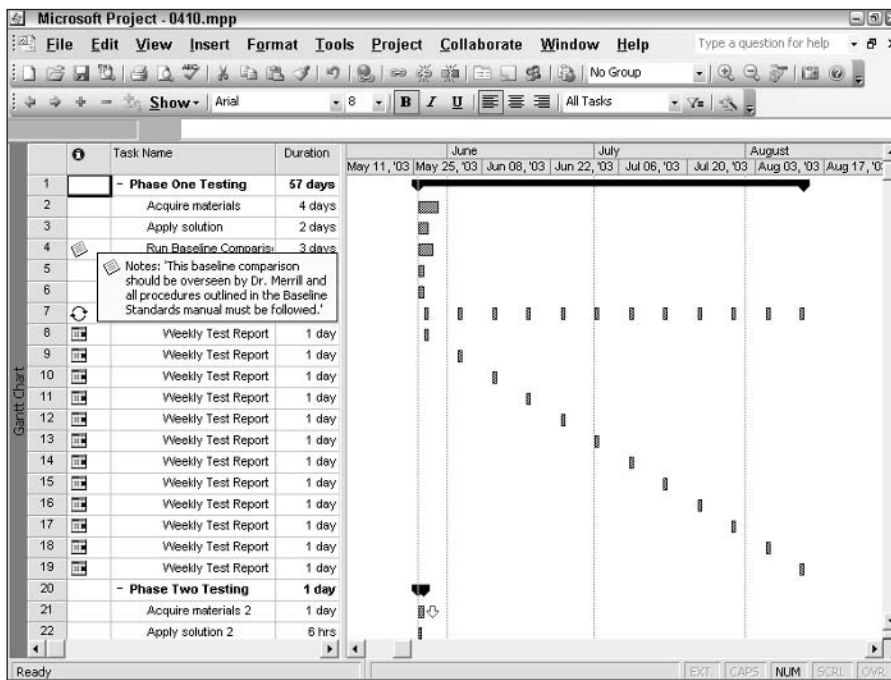 Microsoft Project - 0410.mpp
File Edit View Insert Format Tools Project Collaborate Window Help Type a question for help
No Group
Show Arial 8 B I U All Tasks
Task Name Duration
June July August
May 11, '03 May 25, '03 Jun 08, '03 Jun 22, '03 Jul 06, '03 Jul 20, '03 Aug 03, '03 Aug 17, '0
1 - Phase One Testing 57 days
2 Acquire materials 4 days
3 Apply solution 2 days
4 Run Baseline Comparis 3 days
5
6
7
Notes: 'This baseline comparison
should be overseen by Dr. Merrill and
all procedures outlined in the Baseline
Standards manual must be followed.'
8 Weekly Test Report 1 day
9 Weekly Test Report 1 day
10 Weekly Test Report 1 day
11 Weekly Test Report 1 day
12 Weekly Test Report 1 day
13 Weekly Test Report 1 day
14 Weekly Test Report 1 day
15 Weekly Test Report 1 day
16 Weekly Test Report 1 day
17 Weekly Test Report 1 day
18 Weekly Test Report 1 day
19 Weekly Test Report 1 day
20 - Phase Two Testing 1 day
21 Acquire materials 2 1 day
22 Apply solution 2 6 hrs
Gantt Chart
Ready EXT CAPS NUM SCRL OVR